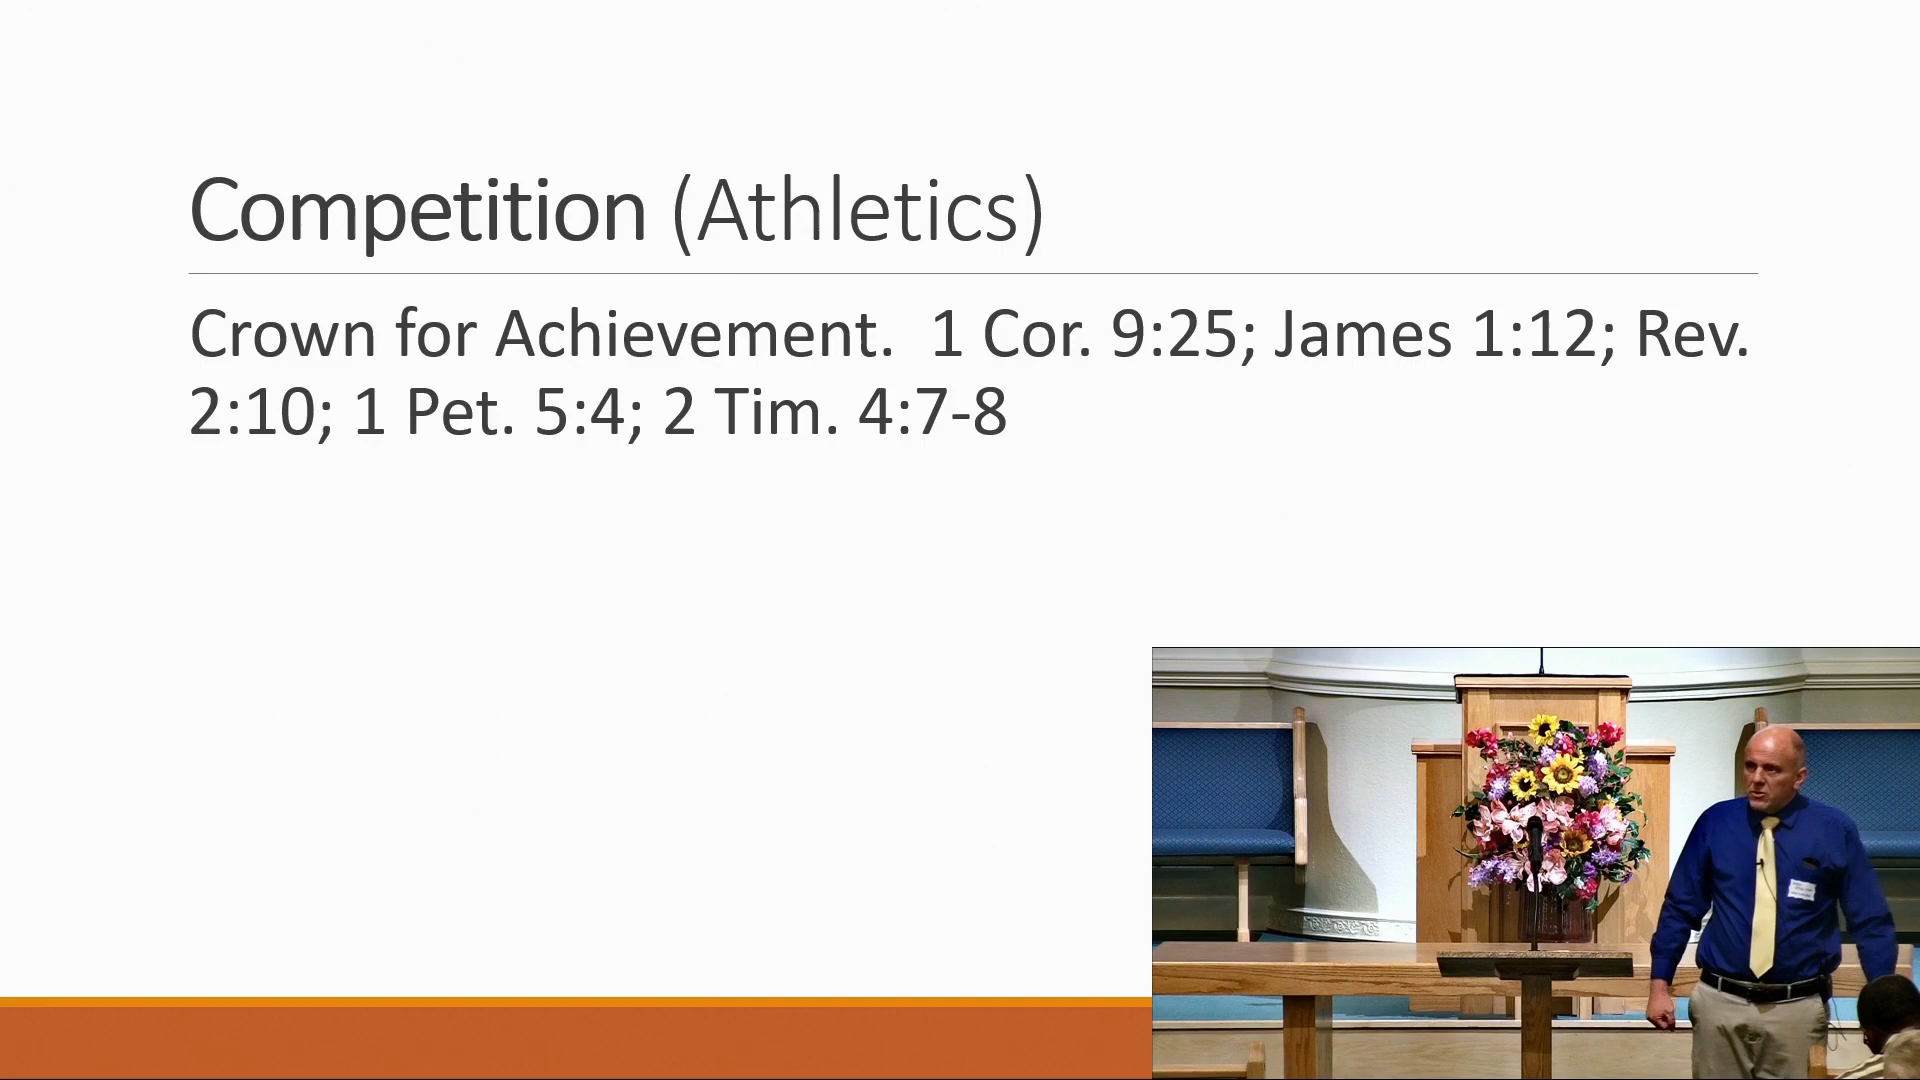 Competition (Athletics)
Crown for Achievement.  1 Cor. 9:25; James 1:12; Rev.
2:10; 1 Pet. 5:4; 2 Tim. 4:7-8